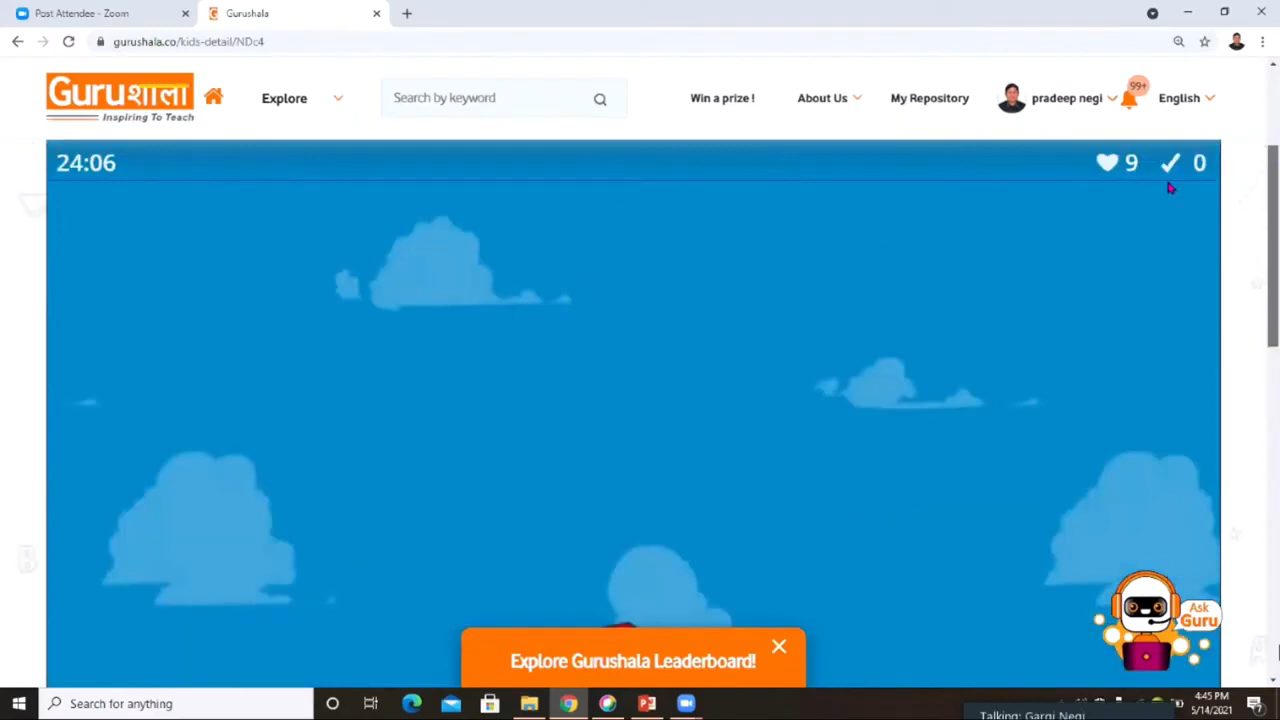 Post Attendee - Zoom
Gurushala
gurushala.co/kids-detail/NDc4
Guruशाला
Inspiring To Teach
Explore
Search by keyword
Win a prize !
About Us
My Repository
pradeep negi
99+
English
24:06
9
0
Ask
Guru
Explore Gurushala Leaderboard!
Search for anything
4:45 PM
5/14/2021
7
Talking: Gargi Negi